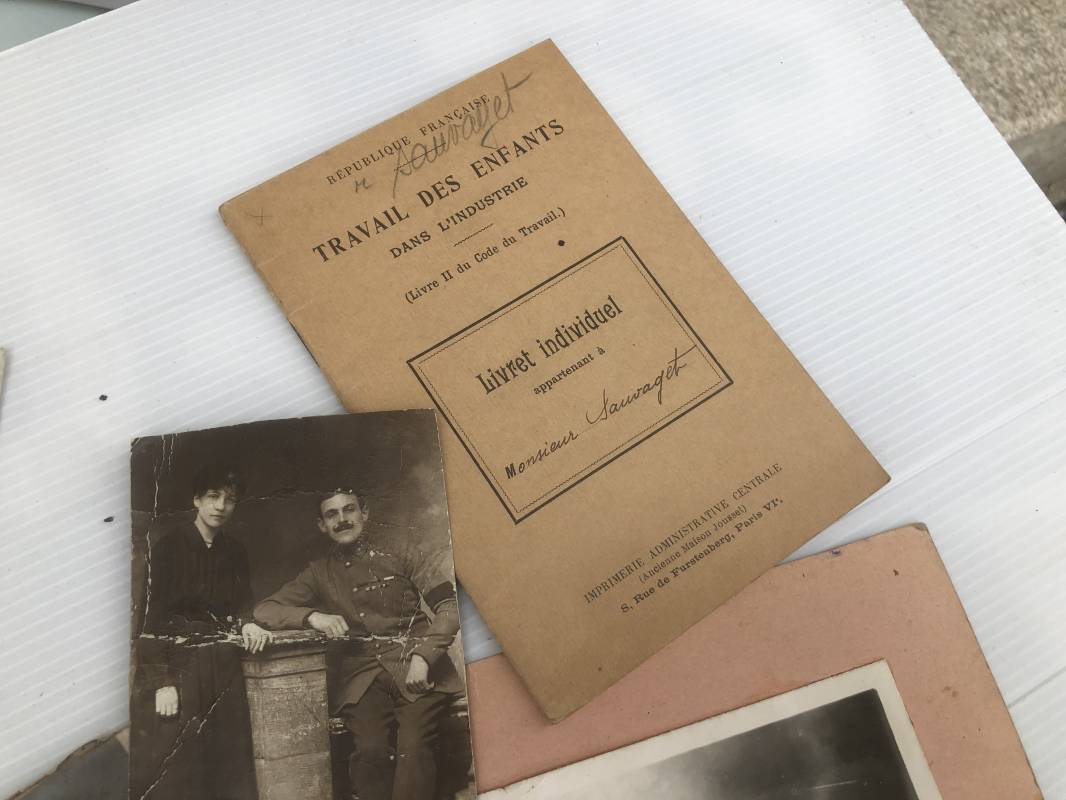 RÉPUBLIQUE FRANÇAISE
Sauvaget
TRAVAIL DES ENFANTS
DANS L'INDUSTRIE
(Livre II du Code du Travail.)
Livret individuel
appartenant à
Monsieur Sauvaget
IMPRIMERIE ADMINISTRATIVE CENTRALE
(Ancienne Maison Jousset)
8, Rue de Furstenberg, Paris VIe.